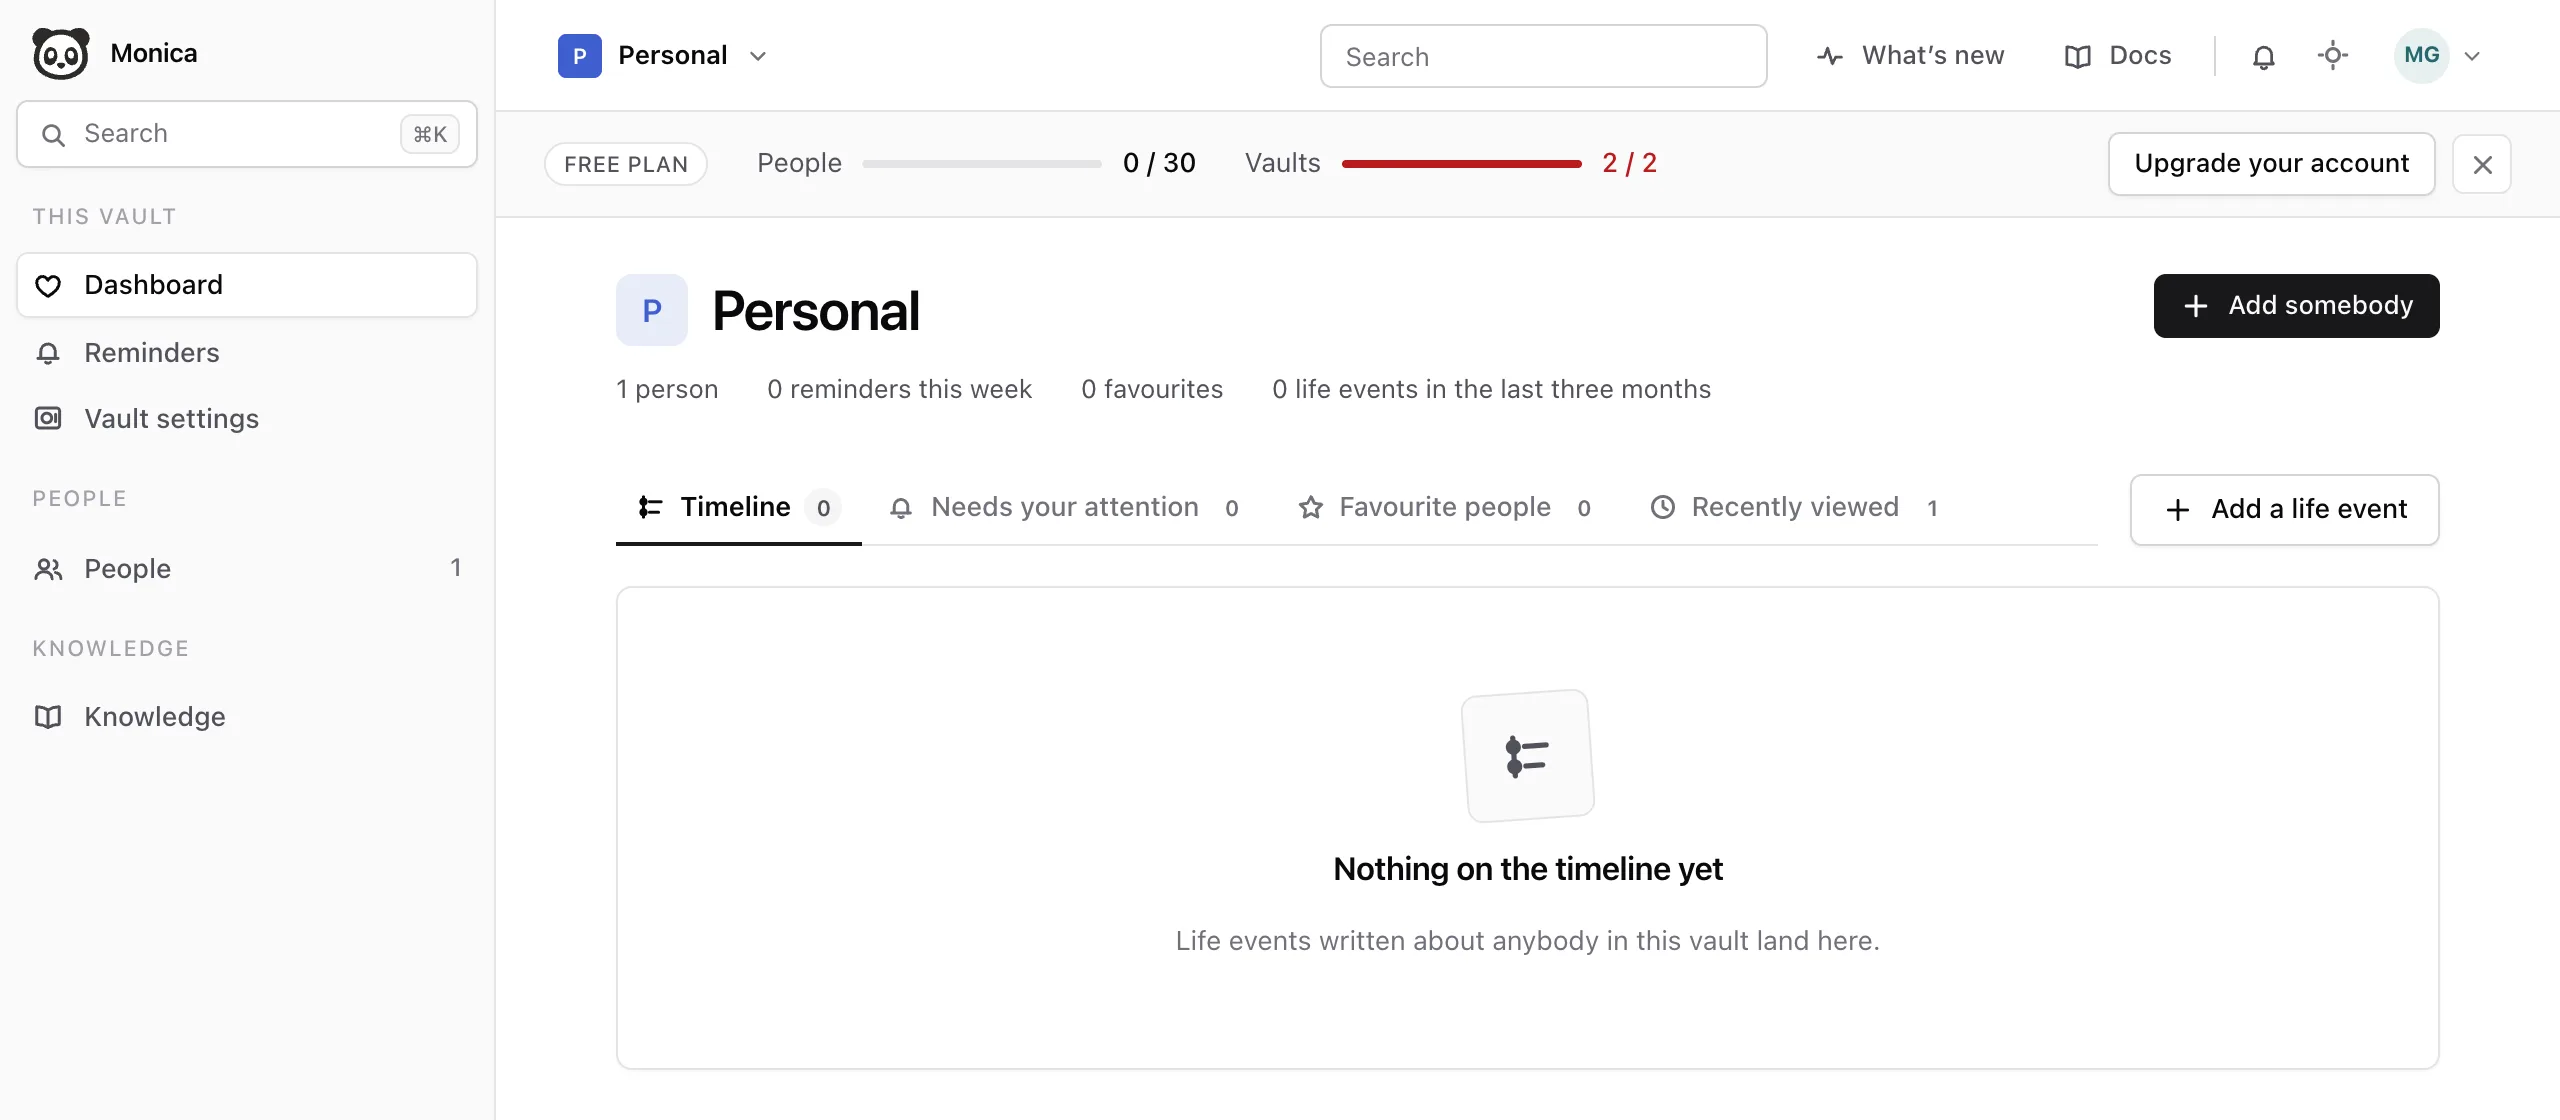 Monica
Search ⌘K
THIS VAULT
Dashboard
Reminders
Vault settings
PEOPLE
People 1
KNOWLEDGE
Knowledge
P Personal
Search
What's new
Docs
MG
FREE PLAN
People 0 / 30
Vaults 2 / 2
Upgrade your account
P Personal
Add somebody
1 person 0 reminders this week 0 favourites 0 life events in the last three months
Timeline 0 Needs your attention 0 Favourite people 0 Recently viewed 1
Add a life event
Nothing on the timeline yet
Life events written about anybody in this vault land here.